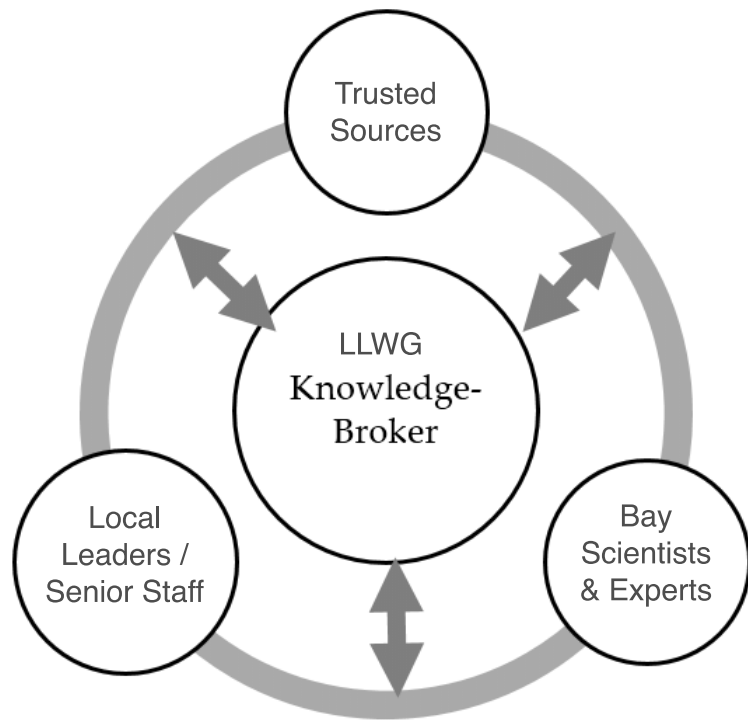 Trusted
Sources
LLWG
Knowledge-
Broker
Local
Leaders /
Senior Staff
Bay
Scientists
& Experts